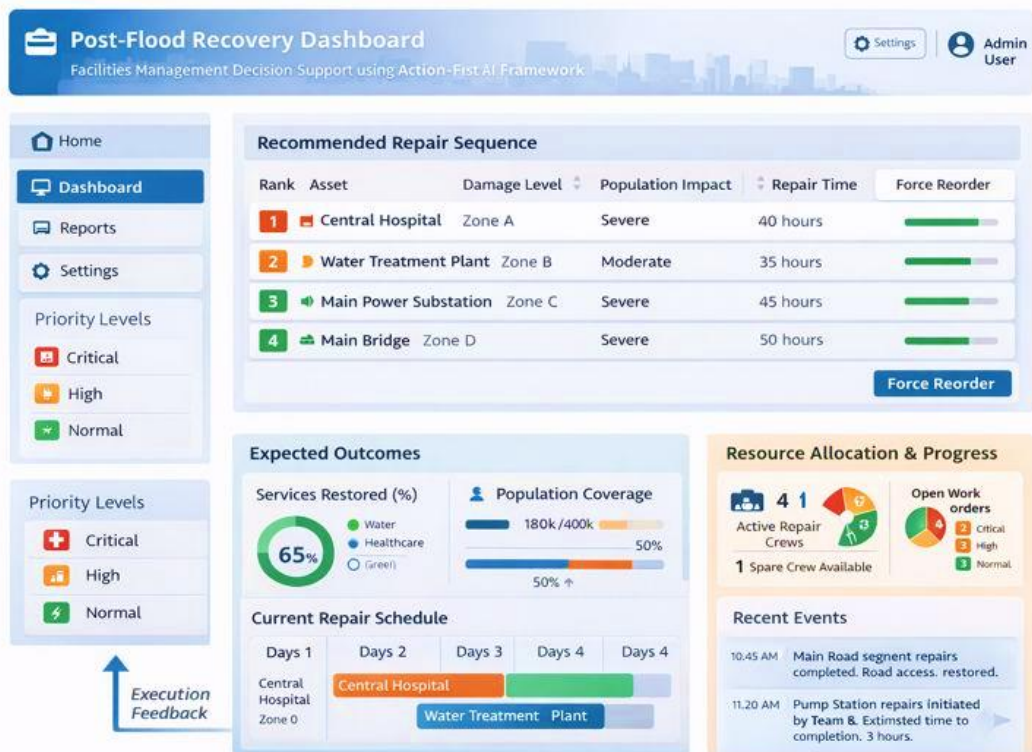 Post-Flood Recovery Dashboard
Facilities Management Decision Support using Action-Fist AI Framework
Settings
Admin
User
Home
Dashboard
Reports
Settings
Priority Levels
Critical
High
Normal
Priority Levels
Critical
High
Normal
Execution
Feedback
Recommended Repair Sequence
Rank Asset Damage Level Population Impact Repair Time Force Reorder
1 Central Hospital Zone A Severe 40 hours
2 Water Treatment Plant Zone B Moderate 35 hours
3 Main Power Substation Zone C Severe 45 hours
4 Main Bridge Zone D Severe 50 hours
Force Reorder
Expected Outcomes
Services Restored (%)
65%
Water
Healthcare
Population Coverage
180k/400k
50%
50% ↑
Current Repair Schedule
Days 1 Days 2 Days 3 Days 4 Days 4
Central
Hospital
Zone 0
Central Hospital
Water Treatment Plant
Resource Allocation & Progress
4 1
Active Repair
Crews
1 Spare Crew Available
Open Work
orders
4
2 Citical
3 High
3 Normal
Recent Events
10.45 AM Main Road segnent repairs
completed. Road access. restored.
11.20 AM Pump Station repairs initiated
by Team &. Extimsted time to
completion. 3 hours.